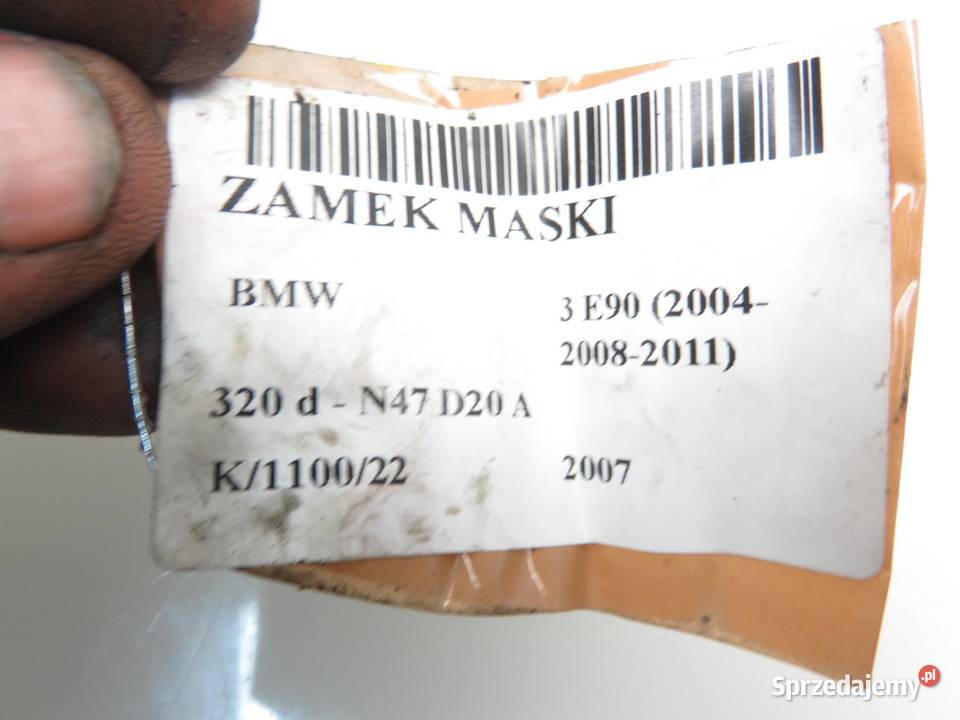 ZAMEK MASKI
BMW
3 E90 (2004-
2008-2011)
320 d - N47 D20 A
K/1100/22
2007
Sprzedajemy.pl